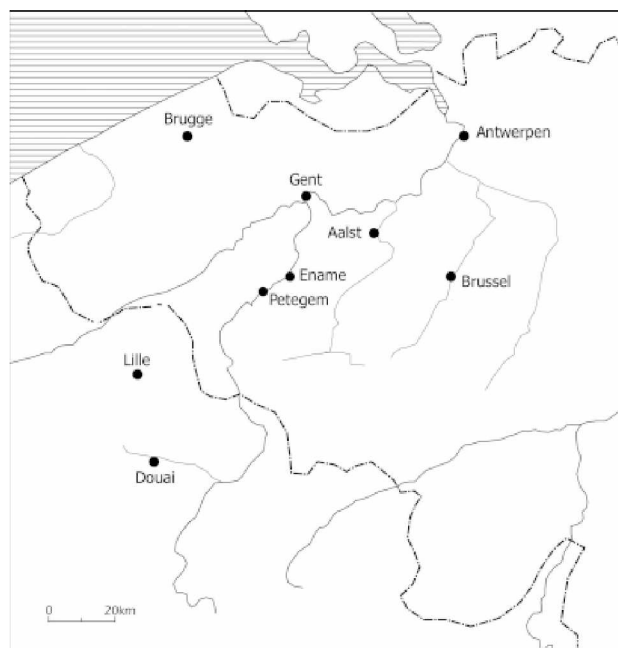 Brugge
Antwerpen
Gent
Aalst
Ename
Brussel
Petegem
Lille
Douai
0 20km